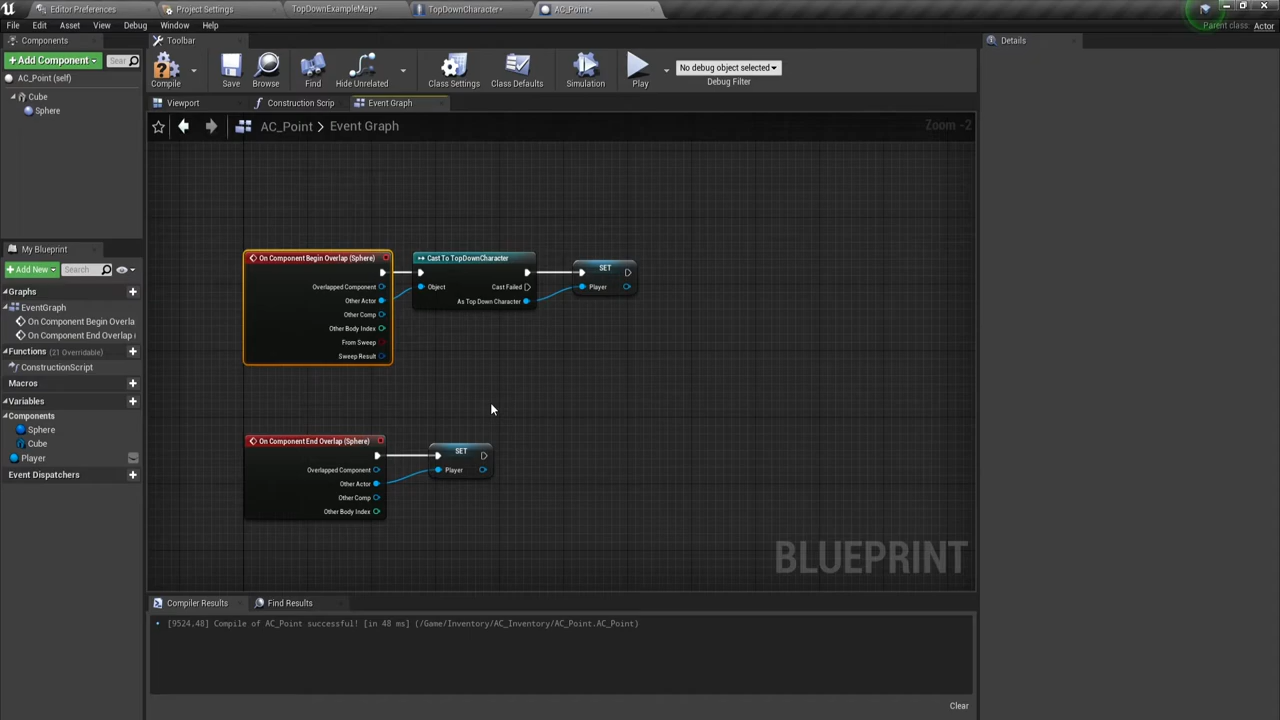 Editor Preferences
Project Settings
TopDownExampleMap*
TopDownCharacter*
AC_Point*
File Edit Asset View Debug Window Help
Parent class: Actor
Components
Toolbar
Details
+Add Component
Sear
AC_Point (self)
Cube
Sphere
Compile
Save
Browse
Find
Hide Unrelated
Class Settings
Class Defaults
Simulation
Play
No debug object selected
Debug Filter
Viewport
Construction Scrip
Event Graph
AC_Point > Event Graph
Zoom -2
My Blueprint
+Add New
Search
Graphs
EventGraph
On Component Begin Overla
On Component End Overlap (
Functions (21 Overridable)
ConstructionScript
Macros
Variables
Components
Sphere
Cube
Player
Event Dispatchers
On Component Begin Overlap (Sphere)
Overlapped Component
Other Actor
Other Comp
Other Body Index
From Sweep
Sweep Result
Cast To TopDownCharacter
Object
Cast Failed
As Top Down Character
SET
Player
On Component End Overlap (Sphere)
Overlapped Component
Other Actor
Other Comp
Other Body Index
SET
Player
BLUEPRINT
Compiler Results
Find Results
[9524.48] Compile of AC_Point successful! [in 48 ms] (/Game/Inventory/AC_Inventory/AC_Point.AC_Point)
Clear